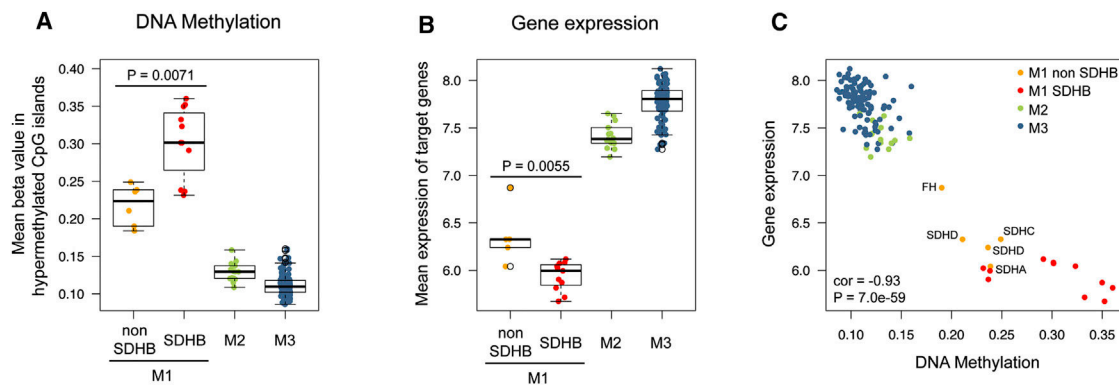 A
DNA Methylation
Mean beta value in
hypermethylated CpG islands
0.40
0.35
0.30
0.25
0.20
0.15
0.10
P = 0.0071
non
SDHB
SDHB
M2
M3
M1
B
Gene expression
Mean expression of target genes
8.0
7.5
7.0
6.5
6.0
P = 0.0055
non
SDHB
SDHB
M2
M3
M1
C
Gene expression
8.0
7.5
7.0
6.5
6.0
M1 non SDHB
M1 SDHB
M2
M3
FH
SDHD
SDHC
SDHD
SDHA
cor = -0.93
P = 7.0e-59
0.10
0.15
0.20
0.25
0.30
0.35
DNA Methylation